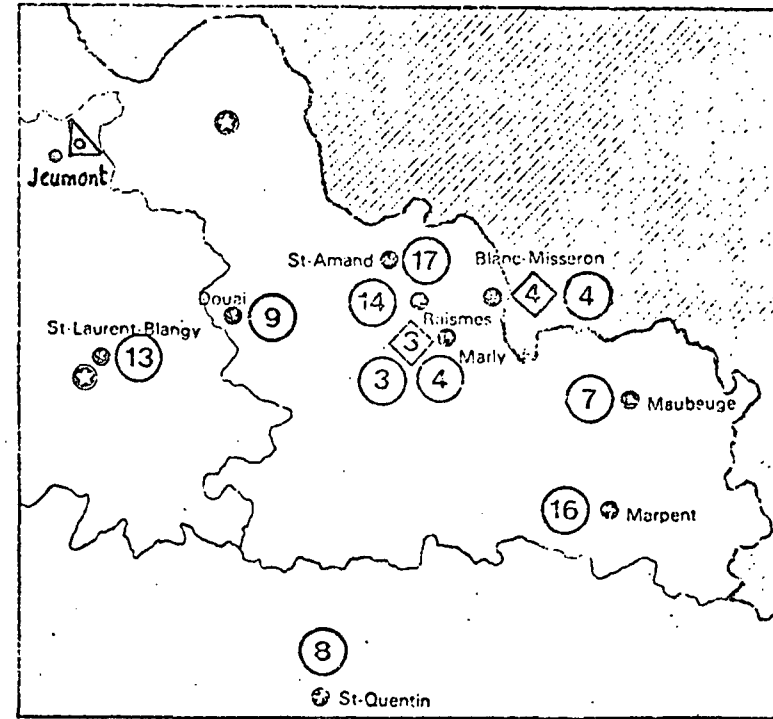 Jeumont
St-Amand
17
Blanc-Misseron
14
4
4
Douai
9
Raismes
St-Laurent-Blangy
13
3
Marly
3
4
7
Maubeuge
16
Marpent
8
St-Quentin